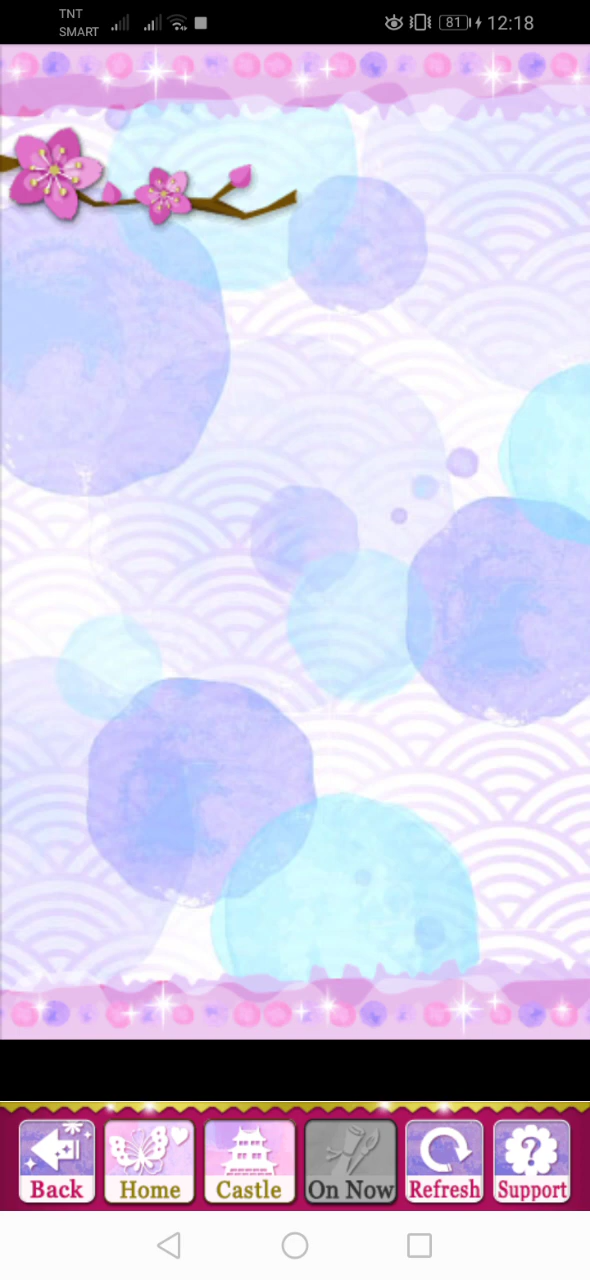 TNT
SMART
81
12:18
Back
Home
Castle
On Now
Refresh
Support